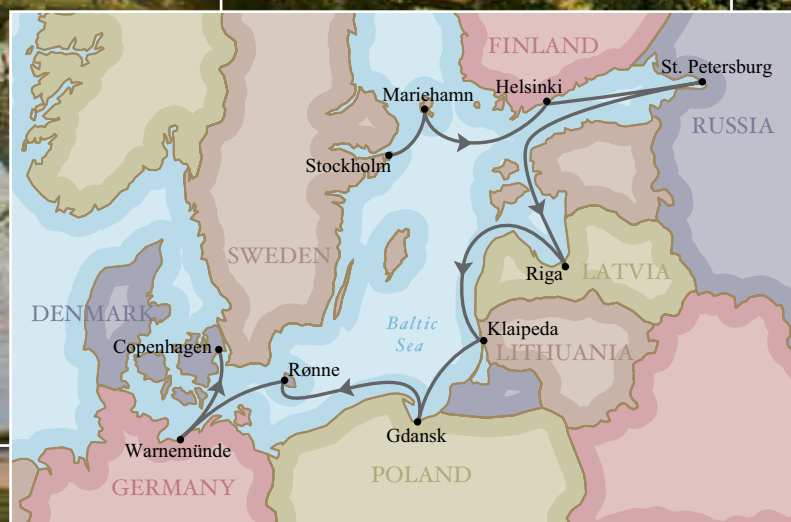 FINLAND
St. Petersburg
Helsinki
Mariehamn
RUSSIA
Stockholm
SWEDEN
Riga
LATVIA
DENMARK
Baltic
Sea
Klaipeda
Copenhagen
LITHUANIA
Rønne
Gdansk
Warnemünde
POLAND
GERMANY